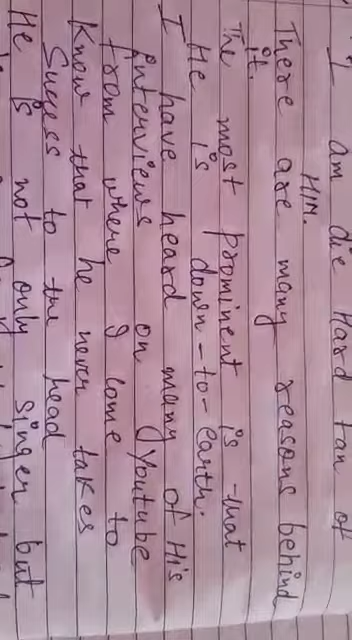 I am die Hard fan of
HIM.
There are many reasons behind
it.
The most prominent is that
He is down-to-earth.
I have heard many of His
interviews on Youtube
from where I come to
Know that he never takes
Success to the head
He is not only singer but